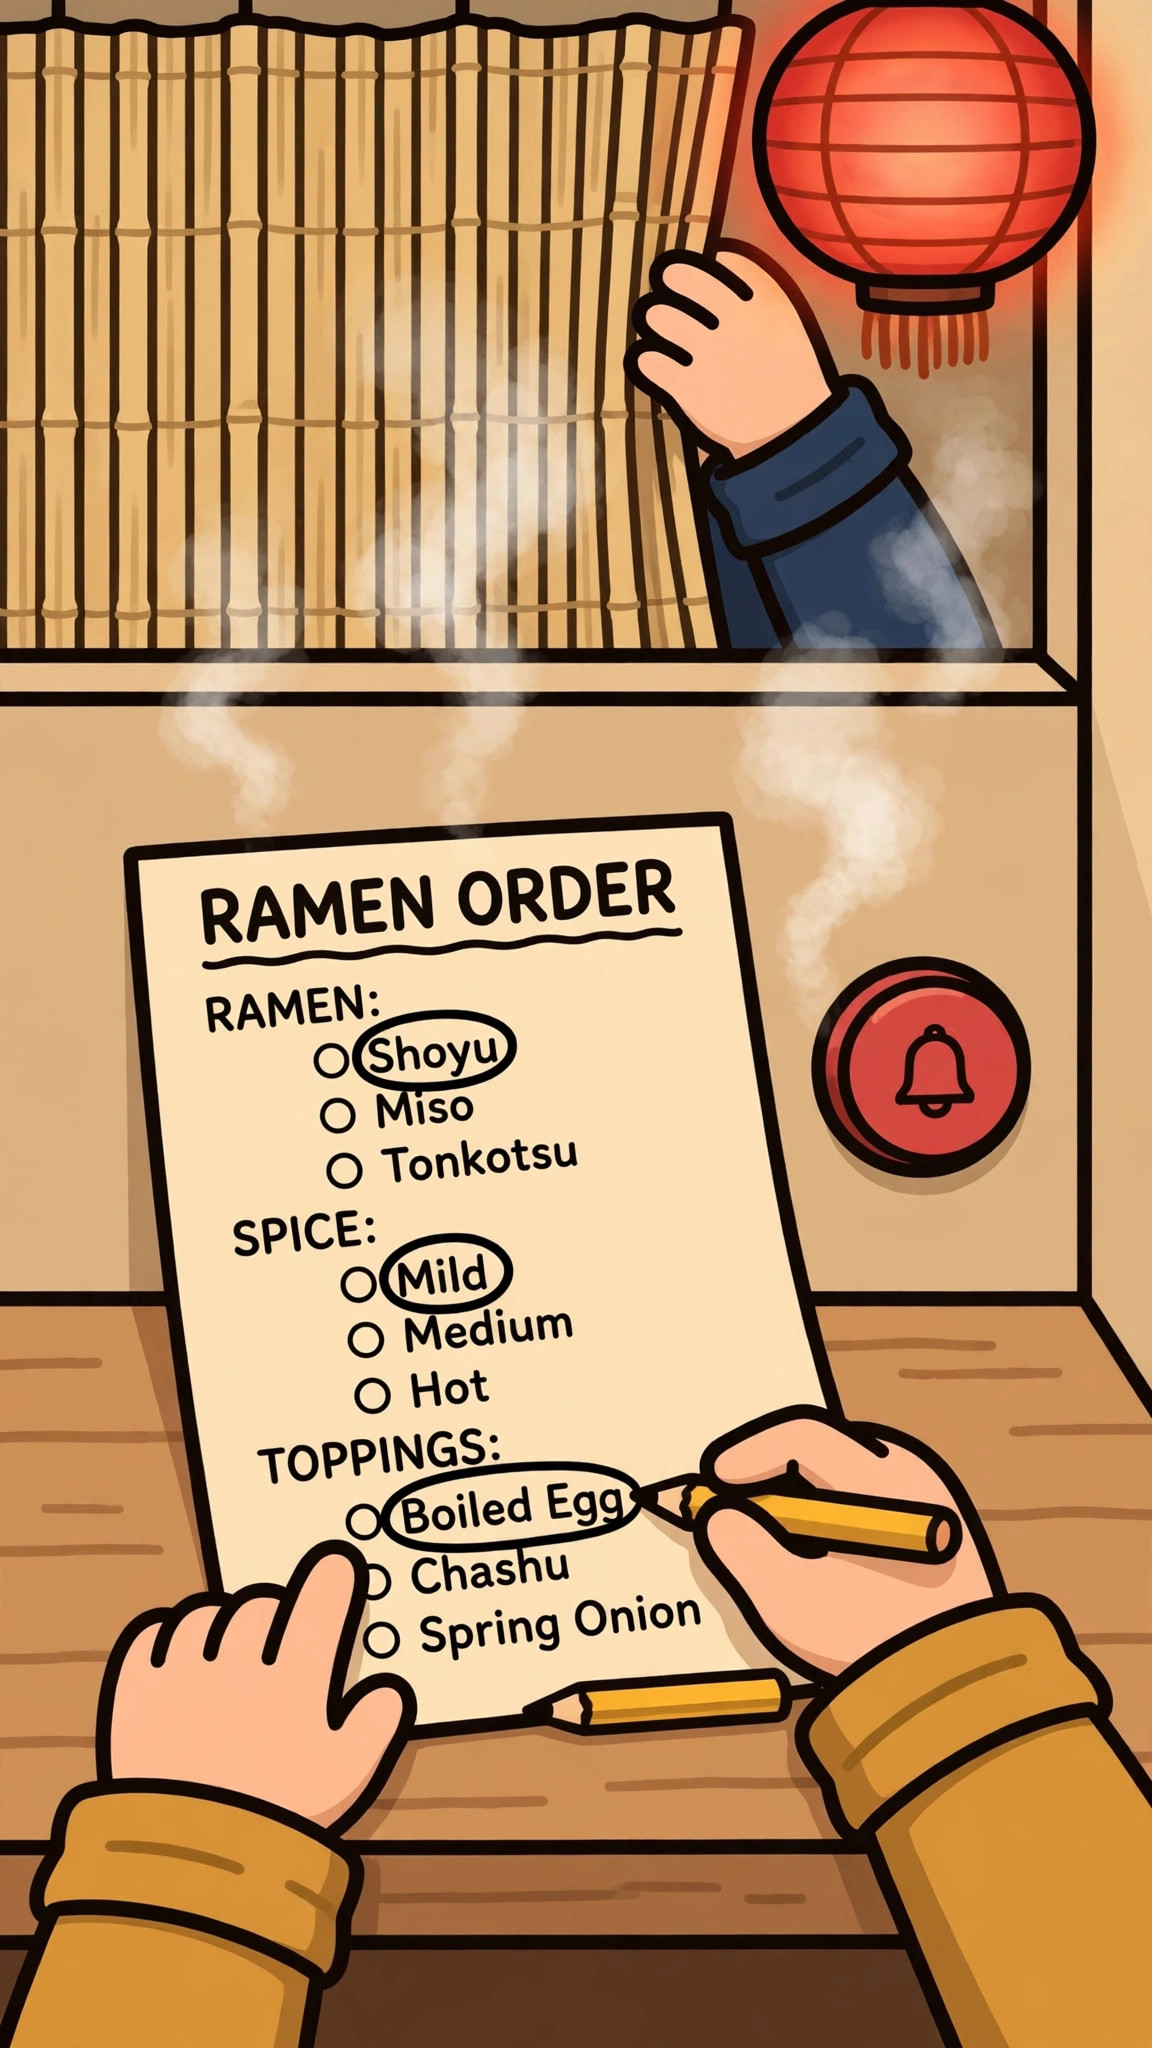 RAMEN ORDER
RAMEN:
Shoyu
Miso
Tonkotsu
SPICE:
Mild
Medium
Hot
TOPPINGS:
Boiled Egg
Chashu
Spring Onion